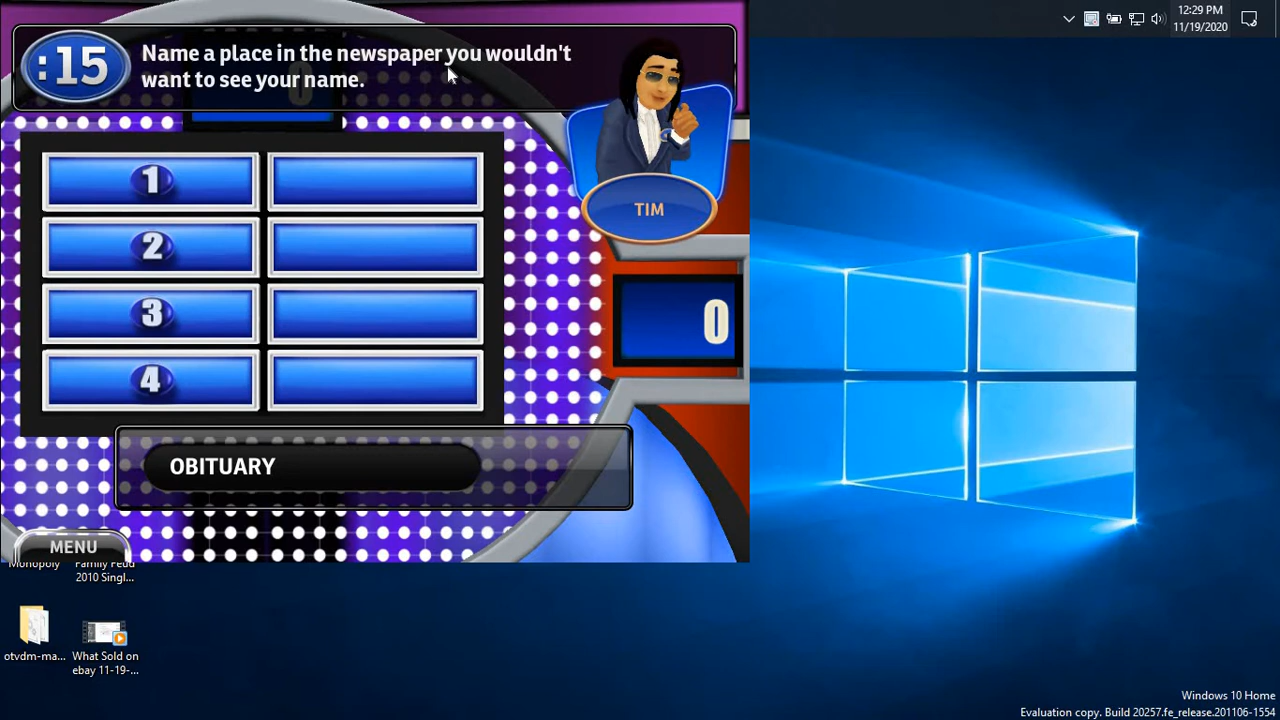 :15
Name a place in the newspaper you wouldn't
want to see your name.
0
TIM
1
2
3
4
0
OBITUARY
MENU
Monopoly
Family Feud
2010 Singl...
otvdm-ma...
What Sold on
ebay 11-19-...
12:29 PM
11/19/2020
Windows 10 Home
Evaluation copy. Build 20257.fe_release.201106-1554